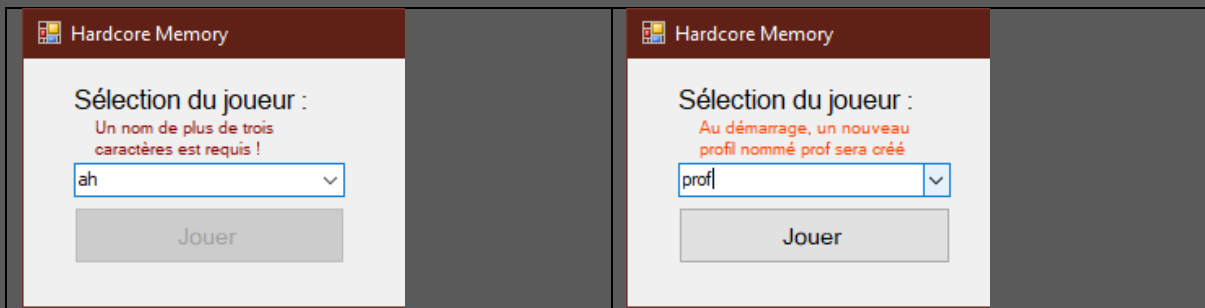 Hardcore Memory
Sélection du joueur :
Un nom de plus de trois
caractères est requis !
ah
Jouer
Hardcore Memory
Sélection du joueur :
Au démarrage, un nouveau
profil nommé prof sera créé
prof
Jouer